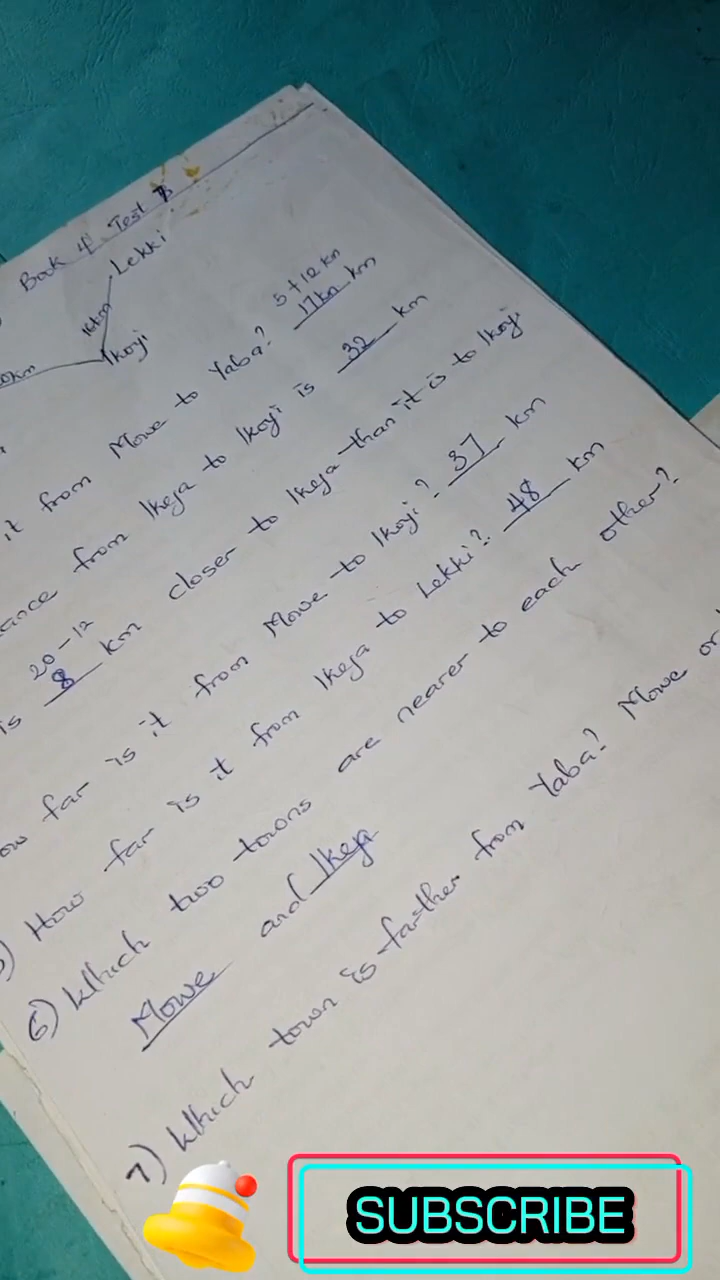 Book 4 Test 8
Lekki
16km
Ikoyi
0km
5 + 12 km
it from Mowe to Yaba? 17km km
ance from Ikeja to Ikoyi is 32 km
20 - 12
is 8 km closer to Ikeja than it is to Ikoyi
ow far is it from Mowe to Ikoyi? 37 km
) How far is it from Ikeja to Lekki? 48 km
6) Which two towns are nearer to each other?
Mowe and Ikeja
7) Which town is farther from Yaba? Mowe or
SUBSCRIBE